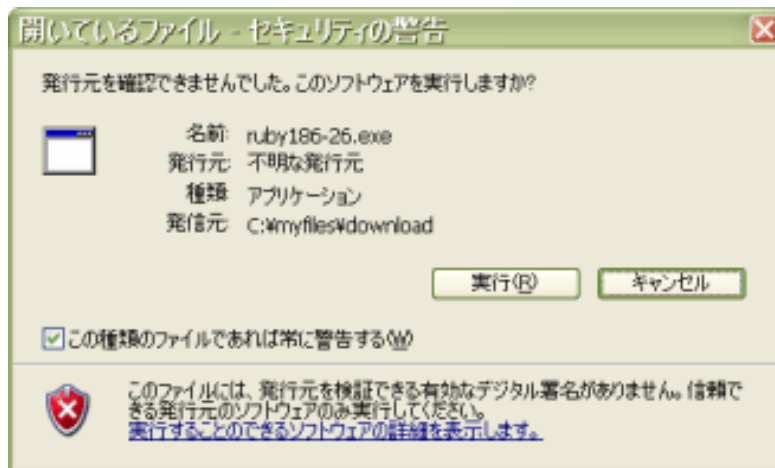 開いているファイル - セキュリティの警告
発行元を確認できませんでした。このソフトウェアを実行しますか?
名前: ruby186-26.exe
発行元: 不明な発行元
種類: アプリケーション
発信元: C:¥myfiles¥download
実行(R) キャンセル
この種類のファイルであれば常に警告する(W)
このファイルには、発行元を検証できる有効なデジタル署名がありません。信頼で
きる発行元のソフトウェアのみ実行してください。
実行することのできるソフトウェアの詳細を表示します。